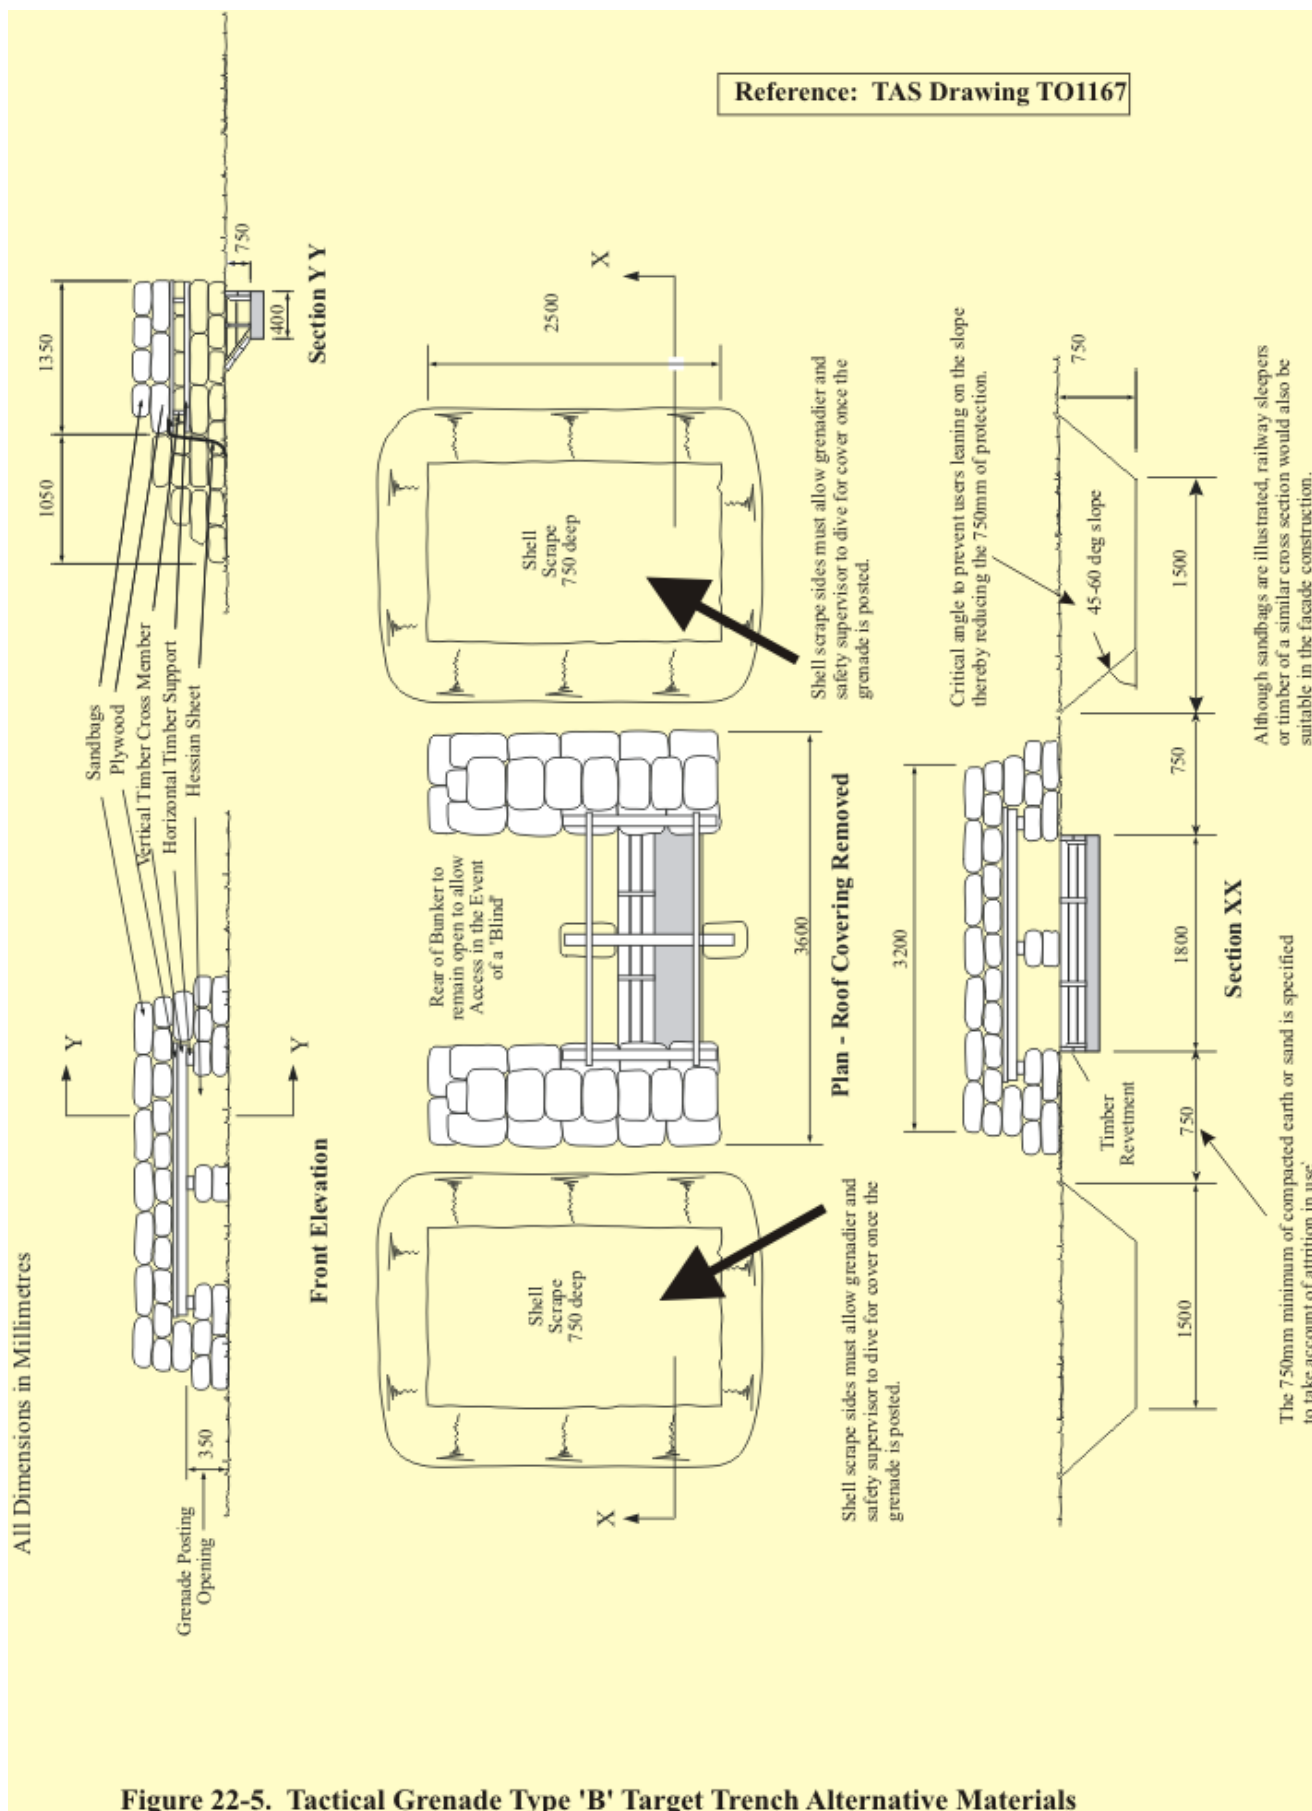 Reference: TAS Drawing TO1167
All Dimensions in Millimetres
Grenade Posting
Opening
350
Y
Y
Front Elevation
Sandbags
Plywood
Vertical Timber Cross Member
Horizontal Timber Support
Hessian Sheet
1050
1350
750
400
Section Y Y
Shell
Scrape
750 deep
X
Shell scrape sides must allow grenadier and
safety supervisor to dive for cover once the
grenade is posted.
Rear of Bunker to
remain open to allow
Access in the Event
of a 'Blind'
3600
Plan - Roof Covering Removed
Shell
Scrape
750 deep
2500
X
Shell scrape sides must allow grenadier and
safety supervisor to dive for cover once the
grenade is posted.
Critical angle to prevent users leaning on the slope
thereby reducing the 750mm of protection.
3200
45-60 deg slope
750
Timber
Revetment
1500
750
1800
750
1500
Section XX
The 750mm minimum of compacted earth or sand is specified
to take account of attrition in use'
Although sandbags are illustrated, railway sleepers
or timber of a similar cross section would also be
suitable in the facade construction.
Figure 22-5. Tactical Grenade Type 'B' Target Trench Alternative Materials